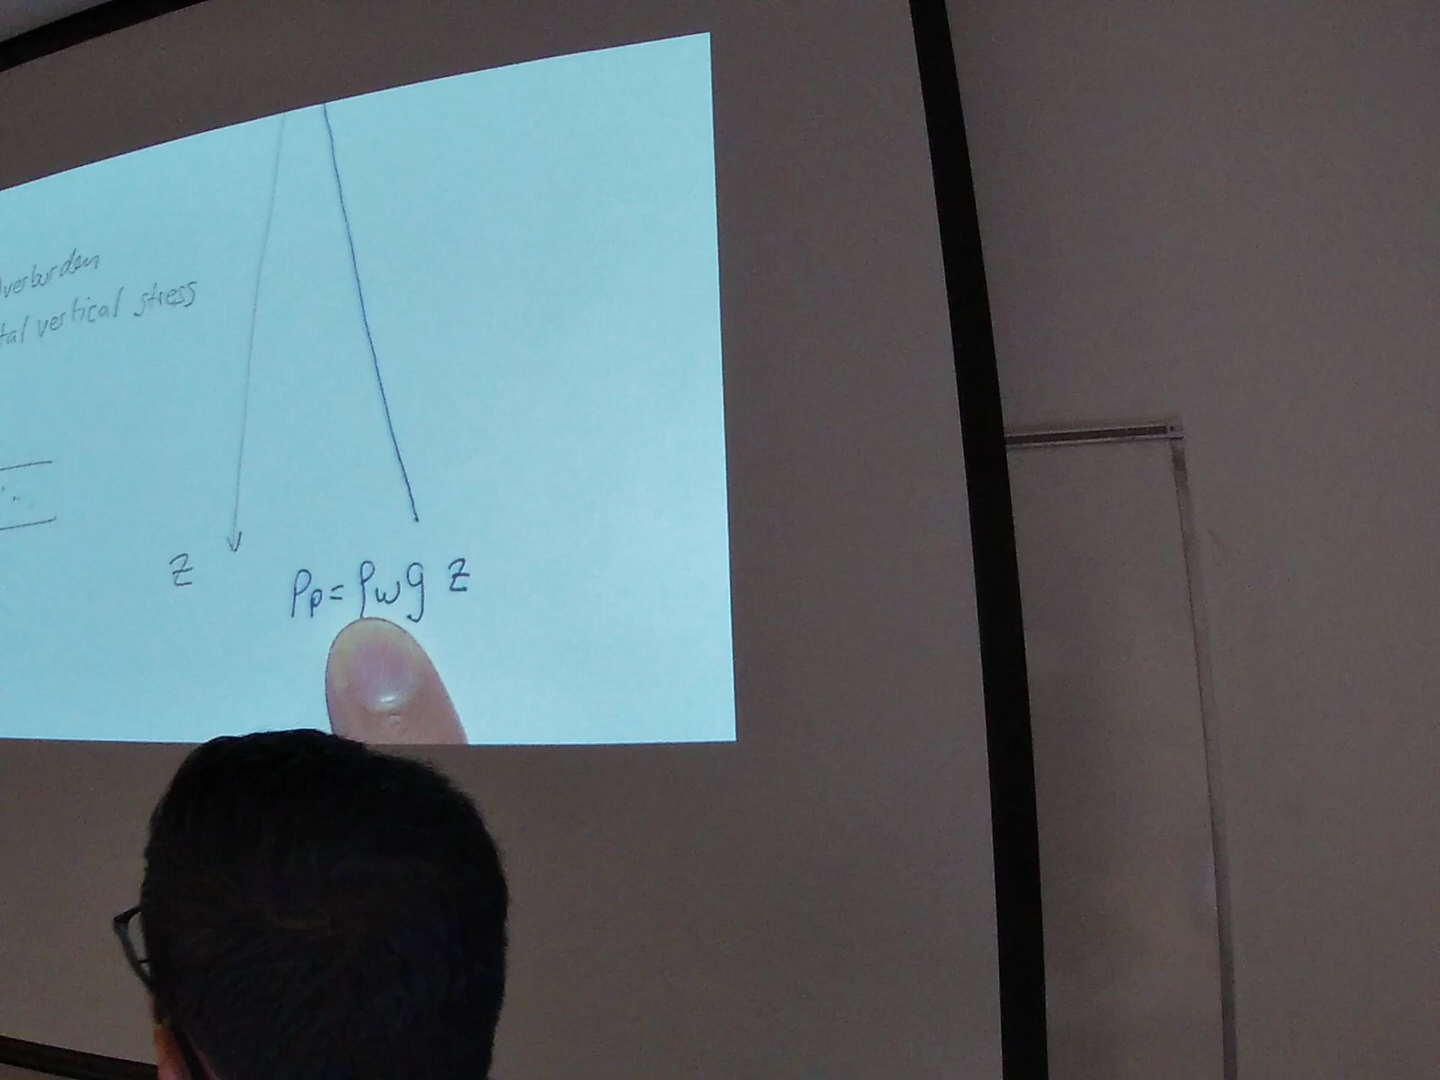 verburden
tal vertical stress
z
Pp = ρw g z